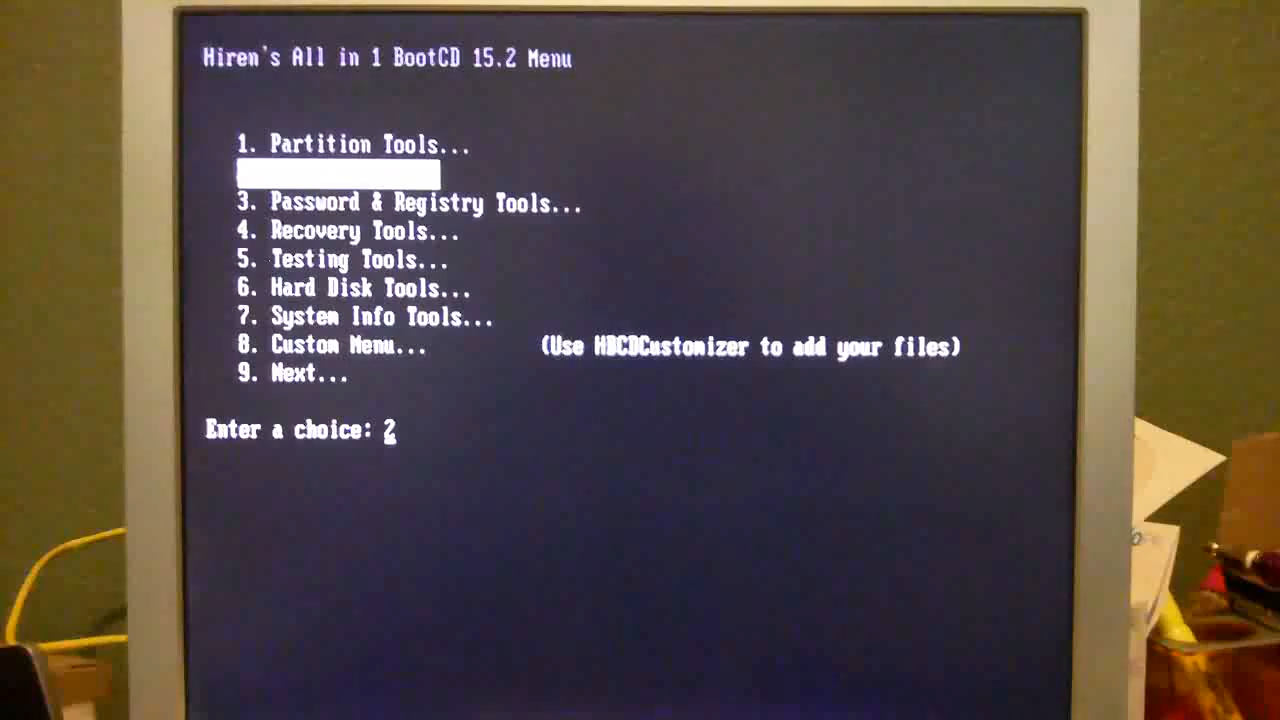 Hiren's All in 1 BootCD 15.2 Menu
1. Partition Tools...
3. Password & Registry Tools...
4. Recovery Tools...
5. Testing Tools...
6. Hard Disk Tools...
7. System Info Tools...
8. Custom Menu... (Use HBCDCustomizer to add your files)
9. Next...
Enter a choice: 2